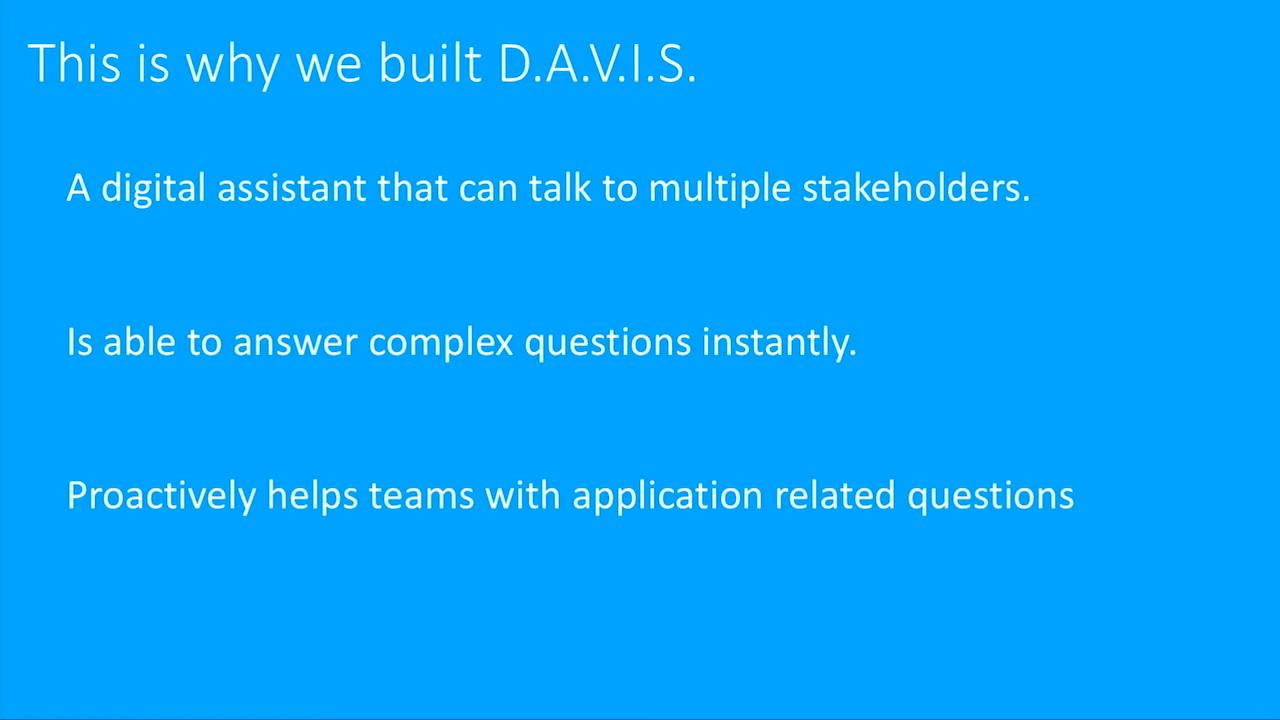 This is why we built D.A.V.I.S.
A digital assistant that can talk to multiple stakeholders.
Is able to answer complex questions instantly.
Proactively helps teams with application related questions